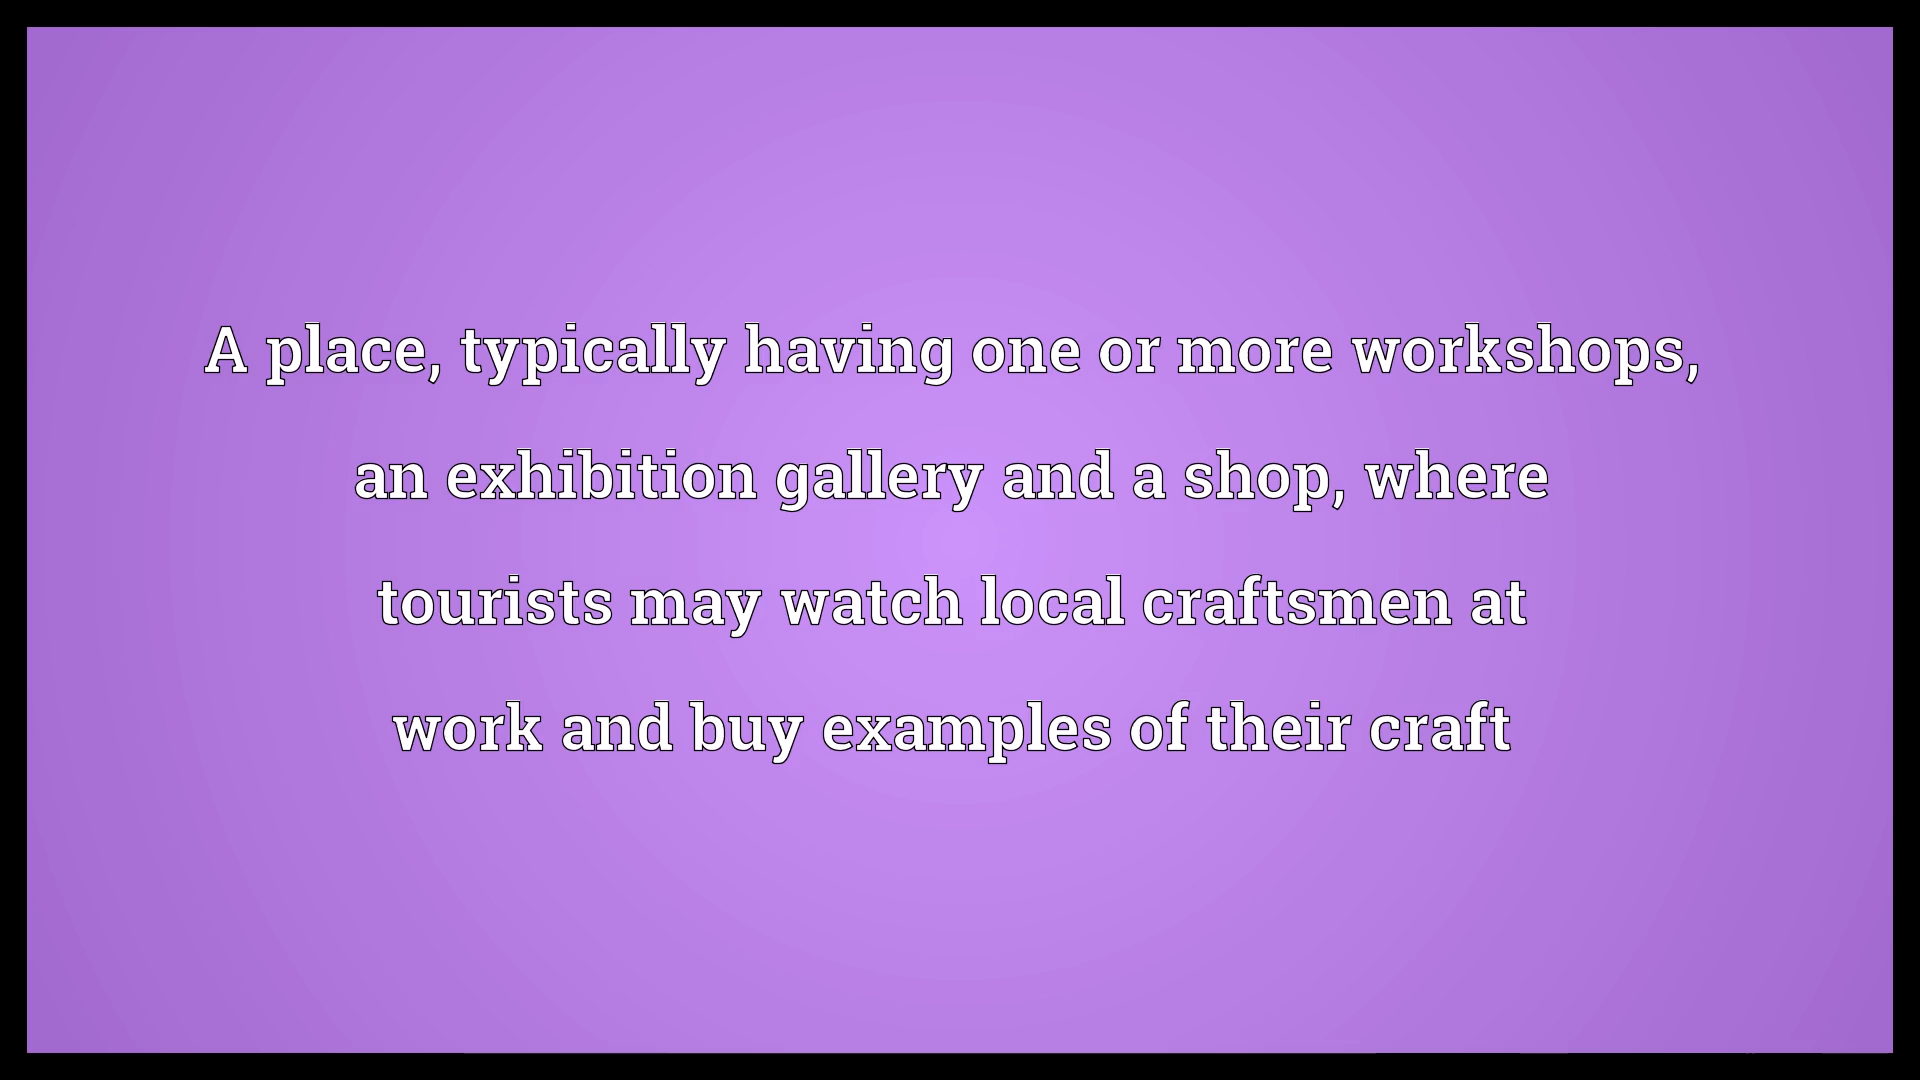 A place, typically having one or more workshops,
an exhibition gallery and a shop, where
tourists may watch local craftsmen at
work and buy examples of their craft